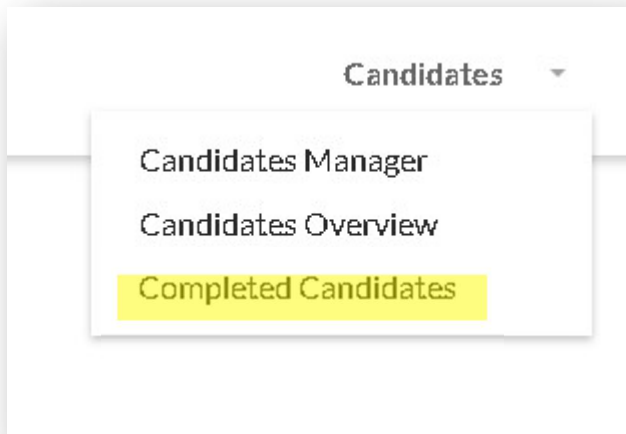 Candidates
Candidates Manager
Candidates Overview
Completed Candidates